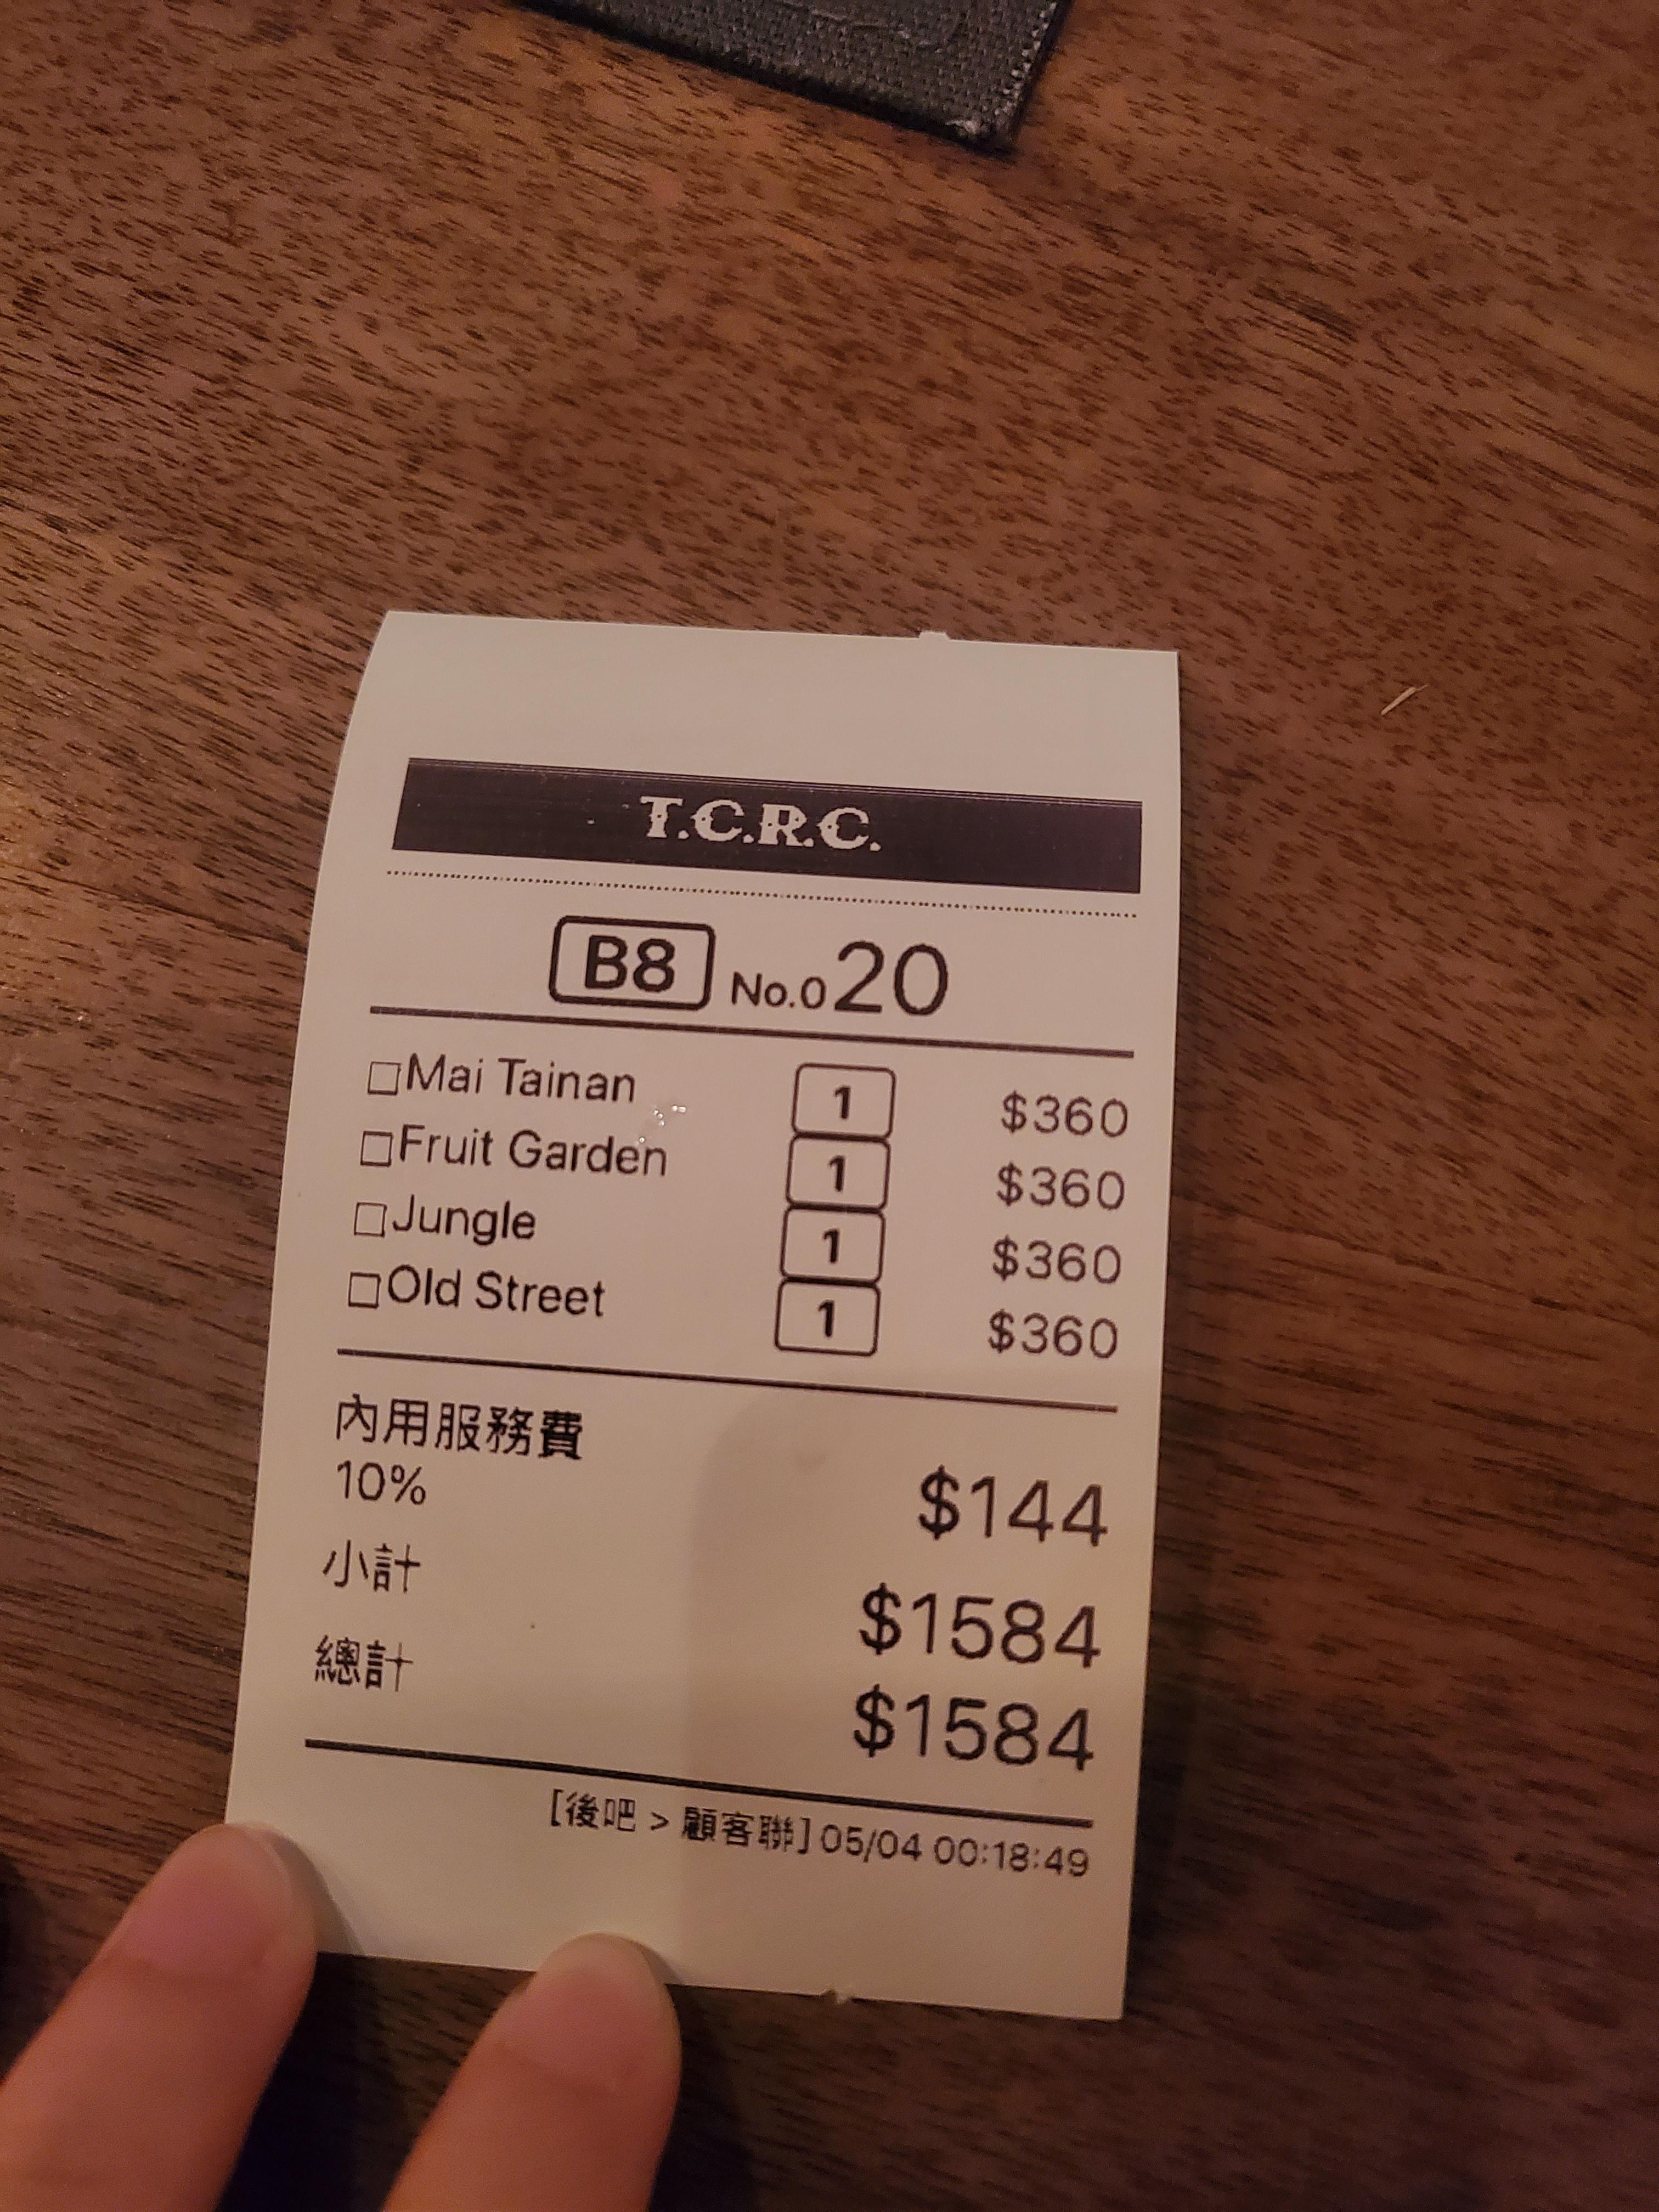 T.C.R.C.
B8 No.020
□Mai Tainan 1 $360
□Fruit Garden 1 $360
□Jungle 1 $360
□Old Street 1 $360
內用服務費
10% $144
小計 $1584
總計 $1584
[後吧 > 顧客聯] 05/04 00:18:49